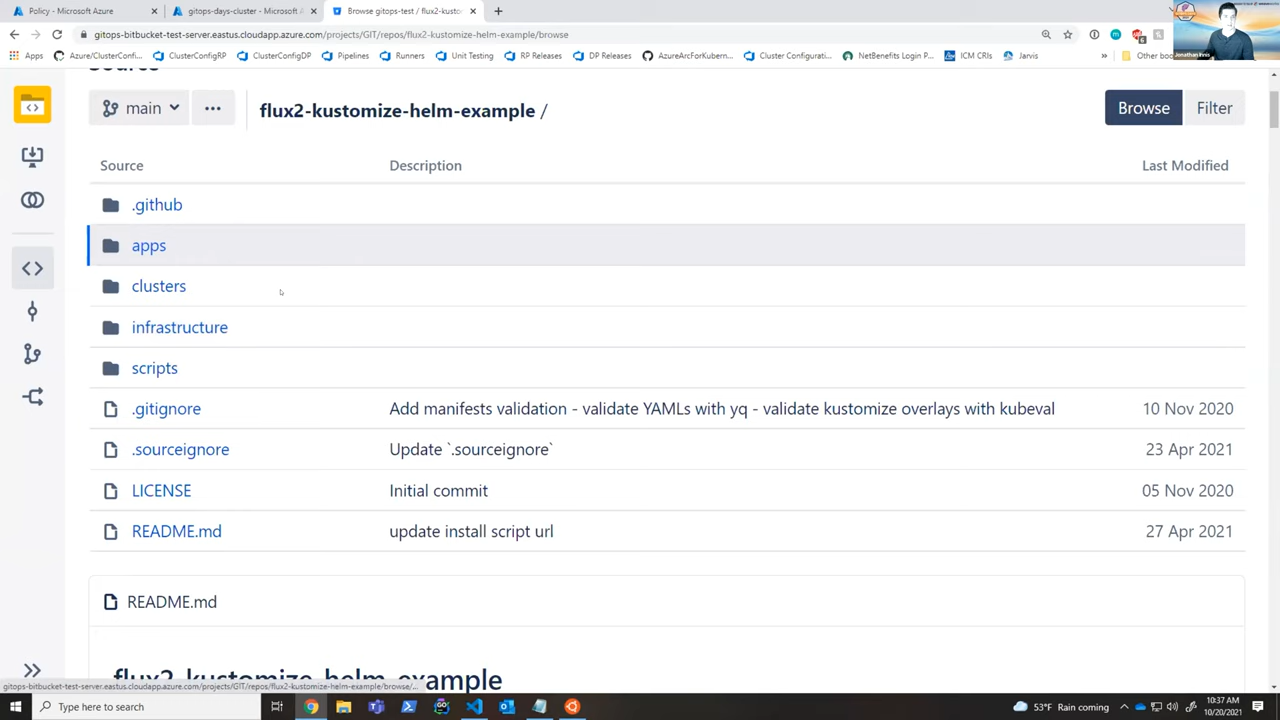 Policy - Microsoft Azure
gitops-days-cluster - Microsoft A
Browse gitops-test / flux2-kusto
gitops-bitbucket-test-server.eastus.cloudapp.azure.com/projects/GIT/repos/flux2-kustomize-helm-example/browse
Apps
Azure/ClusterConfi...
ClusterConfigRP
ClusterConfigDP
Pipelines
Runners
Unit Testing
RP Releases
DP Releases
AzureArcForKubern...
Cluster Configurati...
NetBenefits Login P...
ICM CRIs
Jarvis
»
Other boo
Source
main
...
flux2-kustomize-helm-example /
Browse
Filter
Source
Description
Last Modified
.github
apps
clusters
infrastructure
scripts
.gitignore
Add manifests validation - validate YAMLs with yq - validate kustomize overlays with kubeval
10 Nov 2020
.sourceignore
Update `.sourceignore`
23 Apr 2021
LICENSE
Initial commit
05 Nov 2020
README.md
update install script url
27 Apr 2021
README.md
flux2-kustomize-helm-example
gitops-bitbucket-test-server.eastus.cloudapp.azure.com/projects/GIT/repos/flux2-kustomize-helm-example/browse/...
Type here to search
53°F Rain coming
10:37 AM
10/20/2021